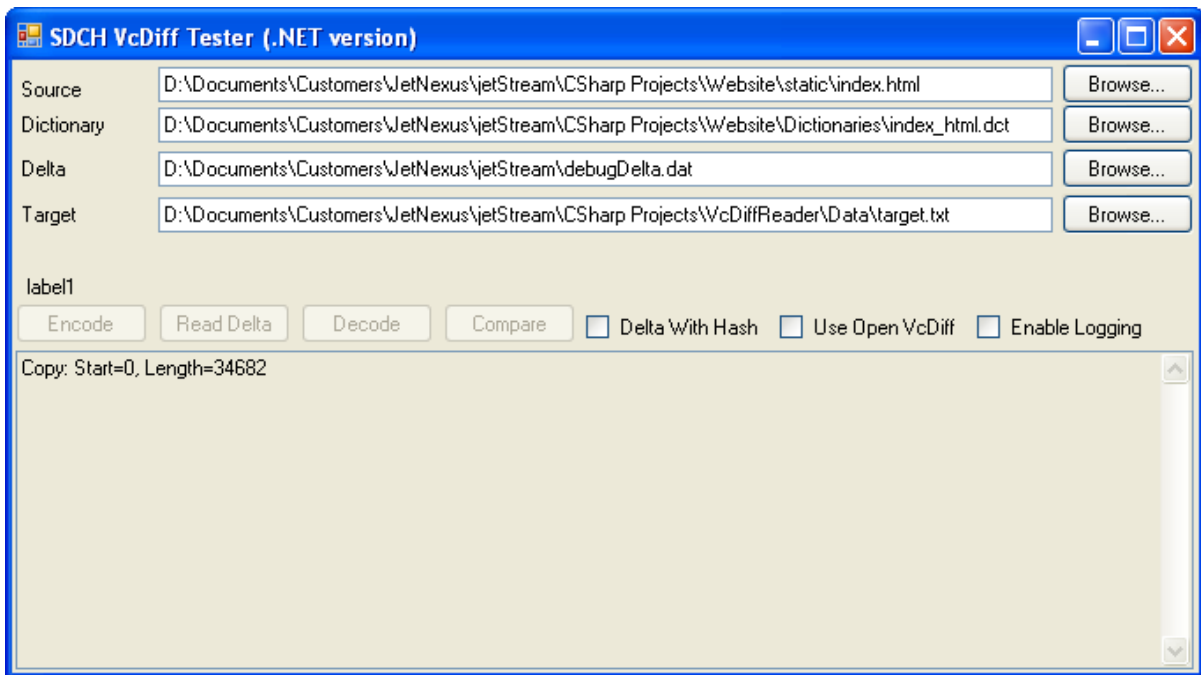 SDCH VcDiff Tester (.NET version)
Source D:\Documents\Customers\JetNexus\jetStream\CSharp Projects\Website\static\index.html Browse...
Dictionary D:\Documents\Customers\JetNexus\jetStream\CSharp Projects\Website\Dictionaries\index_html.dct Browse...
Delta D:\Documents\Customers\JetNexus\jetStream\debugDelta.dat Browse...
Target D:\Documents\Customers\JetNexus\jetStream\CSharp Projects\VcDiffReader\Data\target.txt Browse...
label1
Encode Read Delta Decode Compare Delta With Hash Use Open VcDiff Enable Logging
Copy: Start=0, Length=34682